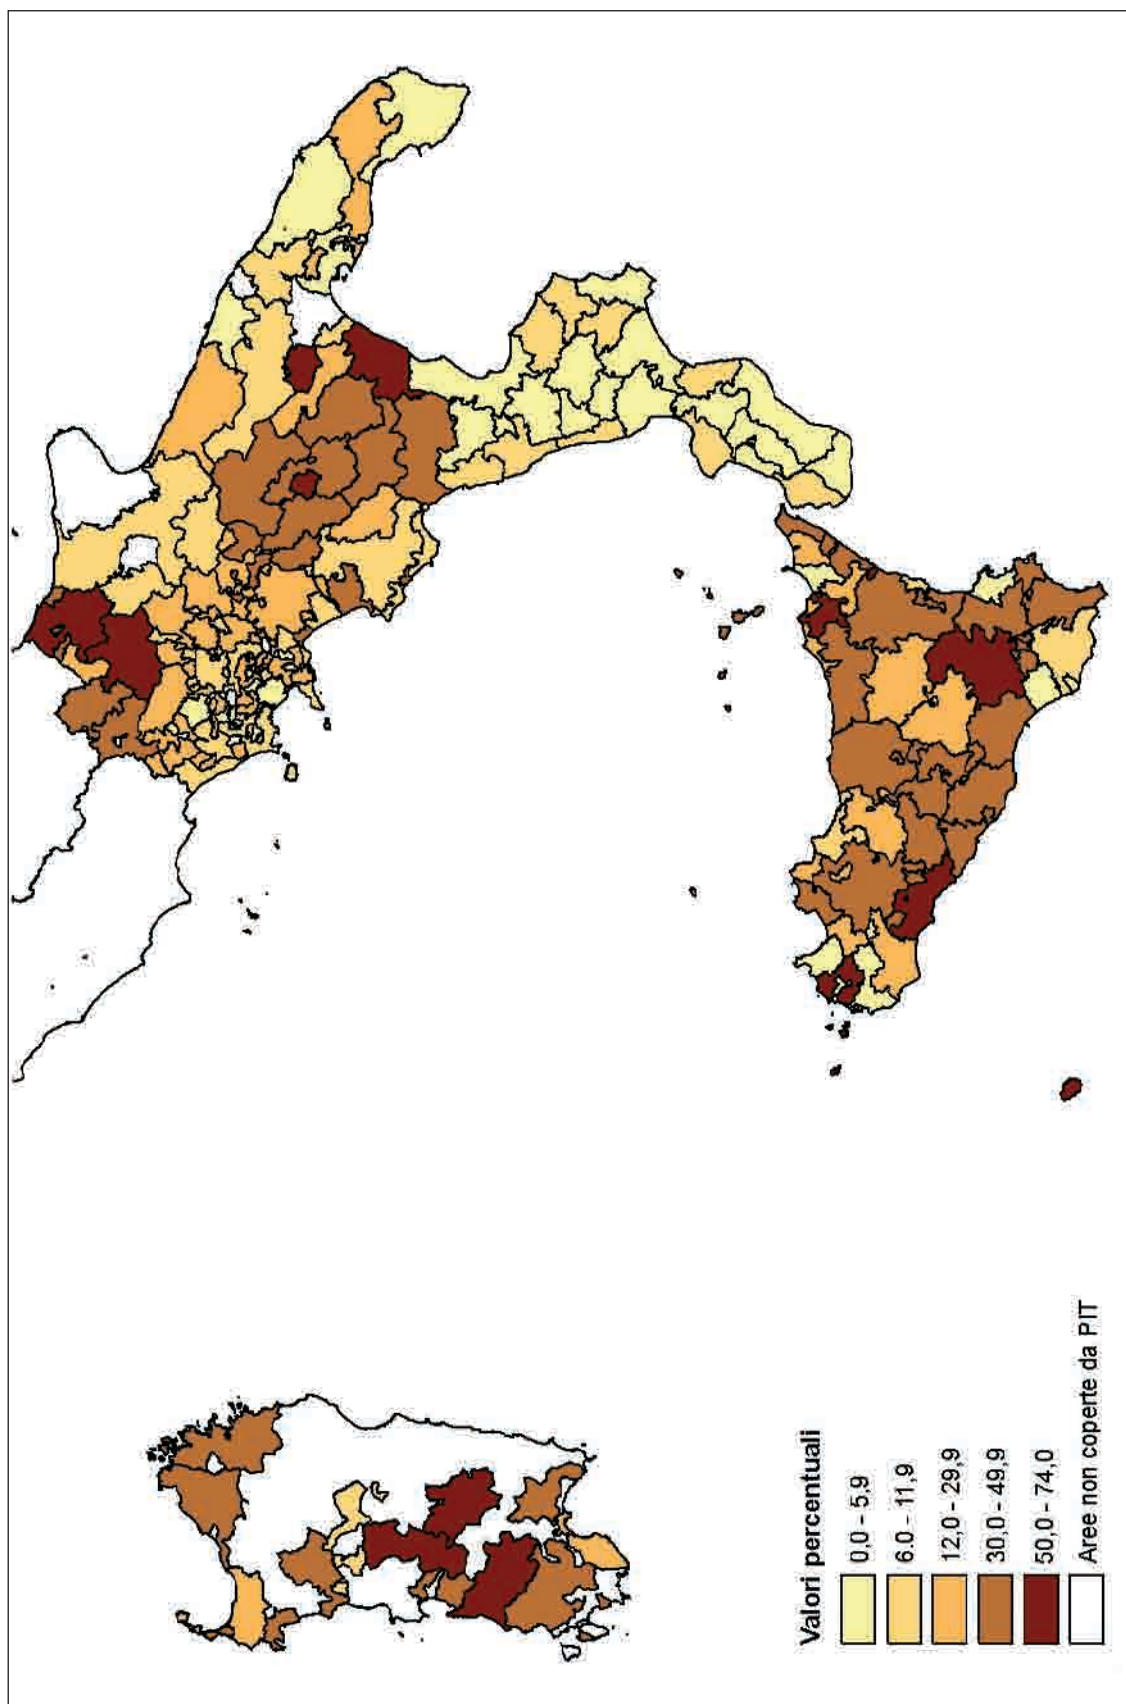 Valori percentuali
0,0 - 5,9
6.0 - 11,9
12,0 - 29,9
30,0 - 49,9
50,0 - 74,0
Aree non coperte da PIT